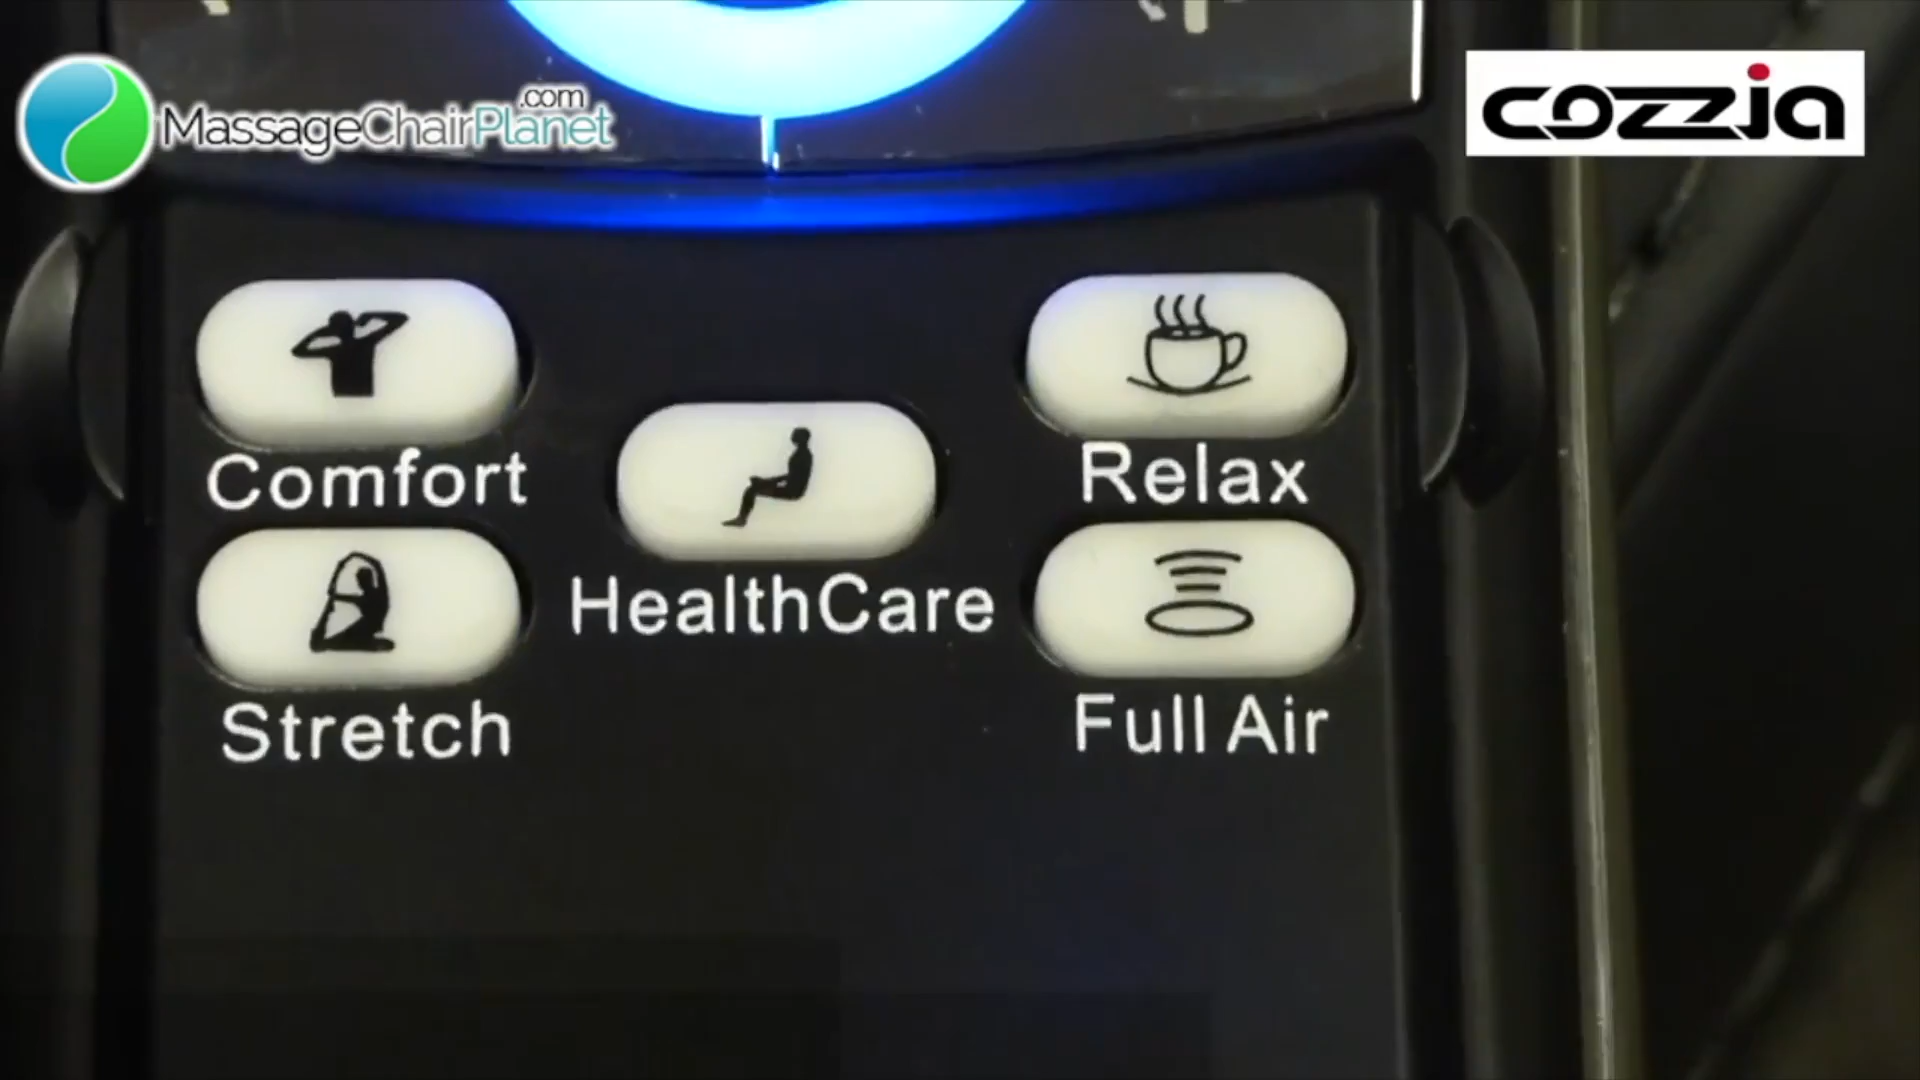 MassageChairPlanet.com
cozzia
Comfort
Relax
HealthCare
Stretch
Full Air